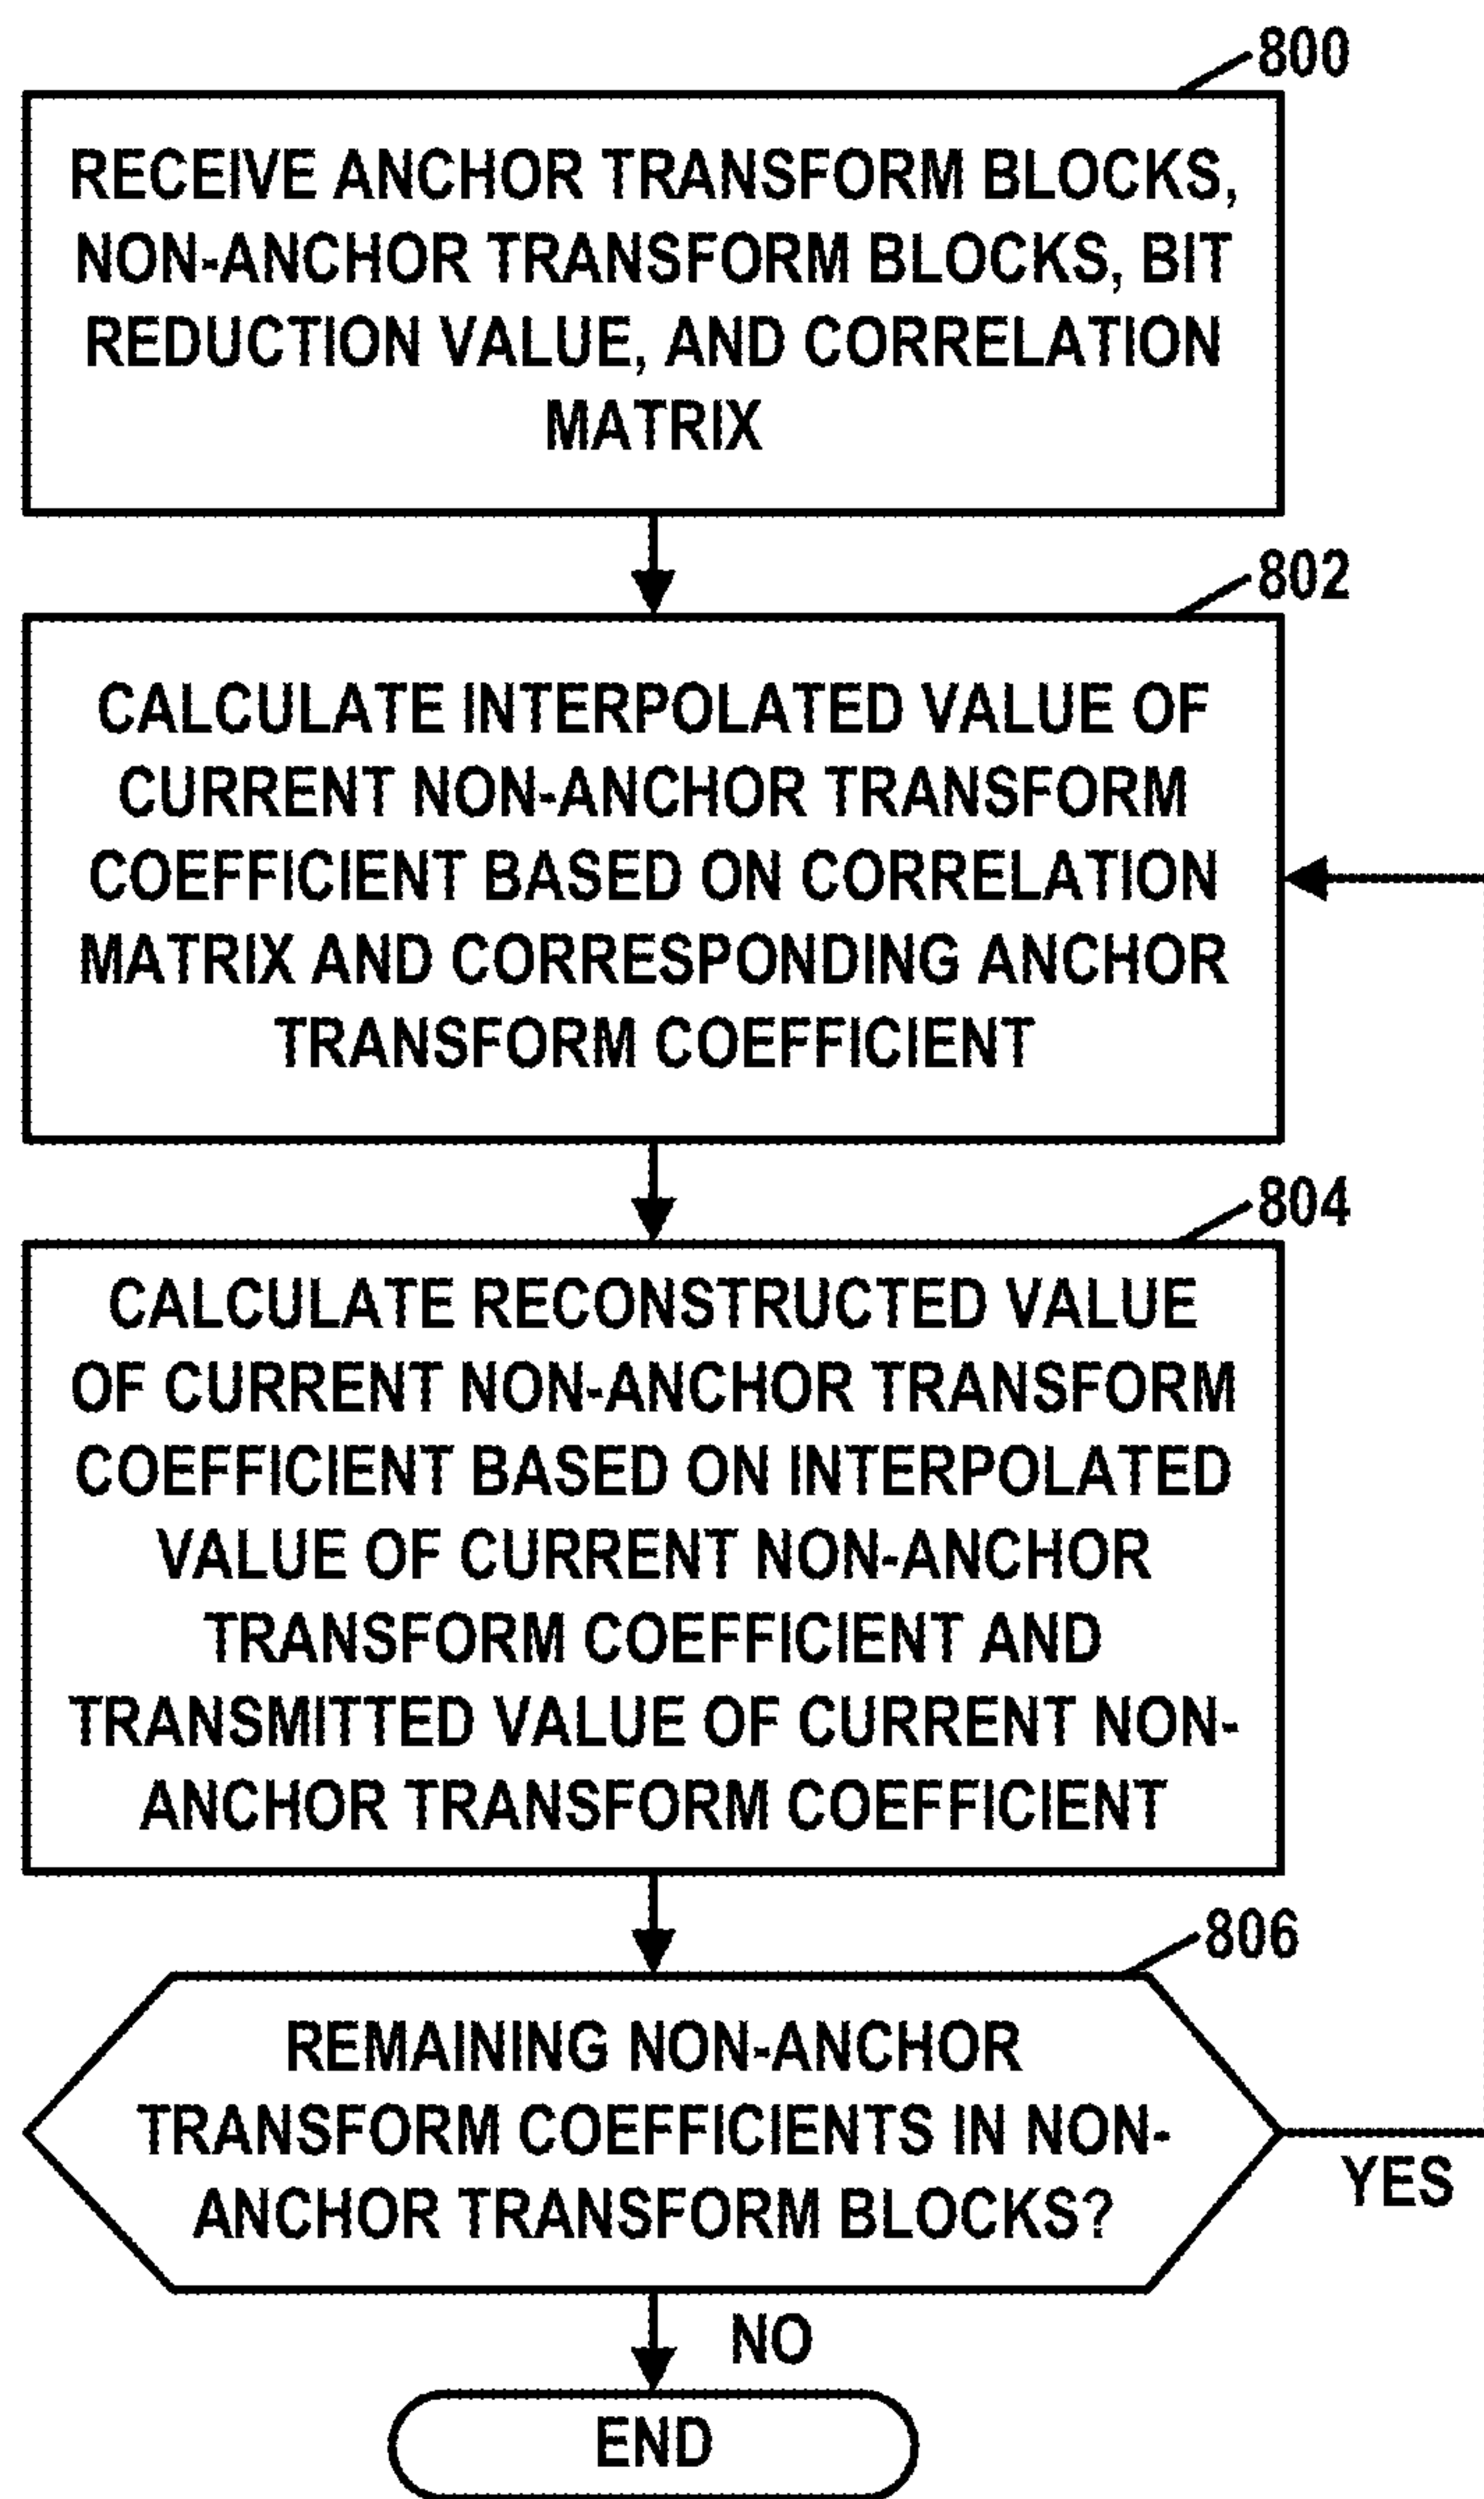 800
RECEIVE ANCHOR TRANSFORM BLOCKS,
NON-ANCHOR TRANSFORM BLOCKS, BIT
REDUCTION VALUE, AND CORRELATION
MATRIX
802
CALCULATE INTERPOLATED VALUE OF
CURRENT NON-ANCHOR TRANSFORM
COEFFICIENT BASED ON CORRELATION
MATRIX AND CORRESPONDING ANCHOR
TRANSFORM COEFFICIENT
804
CALCULATE RECONSTRUCTED VALUE
OF CURRENT NON-ANCHOR TRANSFORM
COEFFICIENT BASED ON INTERPOLATED
VALUE OF CURRENT NON-ANCHOR
TRANSFORM COEFFICIENT AND
TRANSMITTED VALUE OF CURRENT NON-
ANCHOR TRANSFORM COEFFICIENT
806
REMAINING NON-ANCHOR
TRANSFORM COEFFICIENTS IN NON-
ANCHOR TRANSFORM BLOCKS?
YES
NO
END